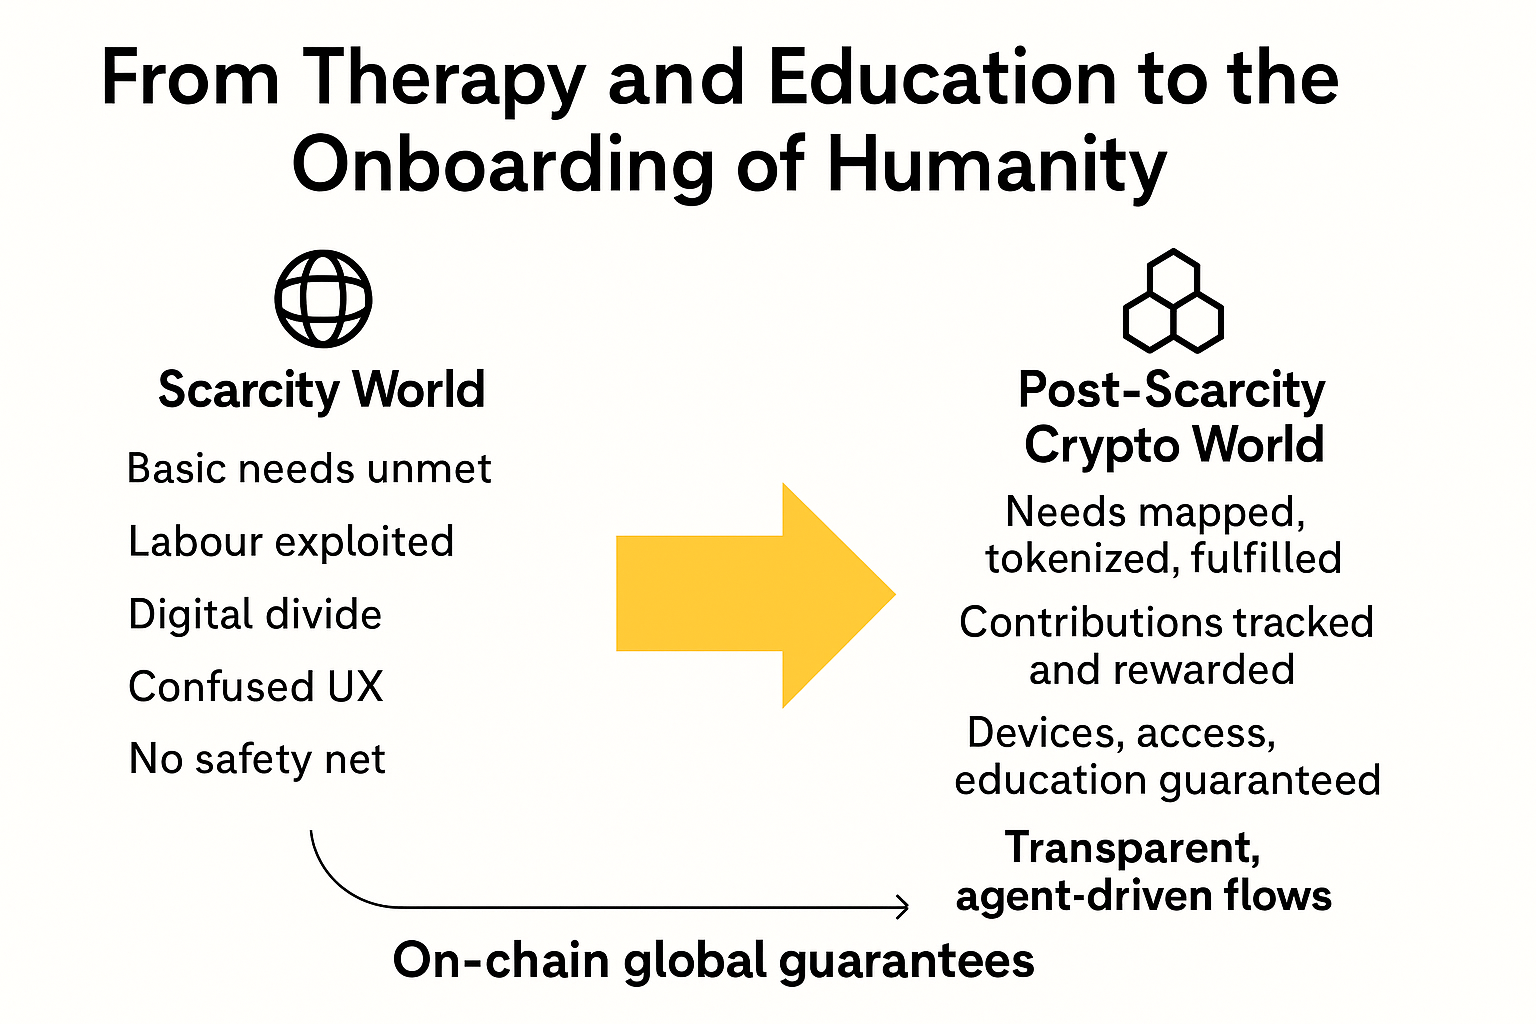 From Therapy and Education to the
Onboarding of Humanity
Scarcity World
Basic needs unmet
Labour exploited
Digital divide
Confused UX
No safety net
Post-Scarcity
Crypto World
Needs mapped,
tokenized, fulfilled
Contributions tracked
and rewarded
Devices, access,
education guaranteed
Transparent,
agent-driven flows
On-chain global guarantees